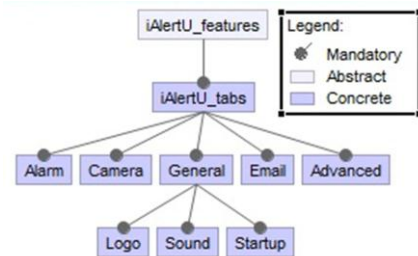 iAlertU_features
Legend:
Mandatory
Abstract
Concrete
iAlertU_tabs
Alarm Camera General Email Advanced
Logo Sound Startup